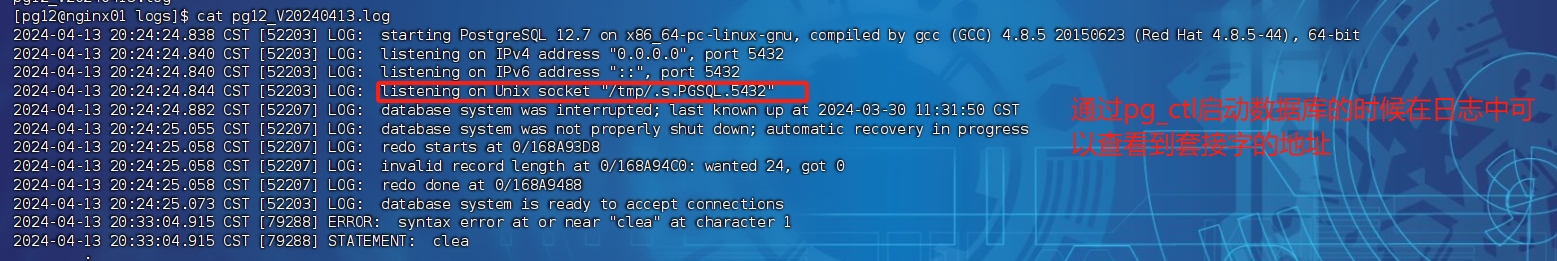 [pg12@nginx01 logs]$ cat pg12_V20240413.log
2024-04-13 20:24:24.838 CST [52203] LOG:  starting PostgreSQL 12.7 on x86_64-pc-linux-gnu, compiled by gcc (GCC) 4.8.5 20150623 (Red Hat 4.8.5-44), 64-bit
2024-04-13 20:24:24.840 CST [52203] LOG:  listening on IPv4 address "0.0.0.0", port 5432
2024-04-13 20:24:24.840 CST [52203] LOG:  listening on IPv6 address "::", port 5432
2024-04-13 20:24:24.844 CST [52203] LOG:  listening on Unix socket "/tmp/.s.PGSQL.5432"
2024-04-13 20:24:24.882 CST [52207] LOG:  database system was interrupted; last known up at 2024-03-30 11:31:50 CST
2024-04-13 20:24:25.055 CST [52207] LOG:  database system was not properly shut down; automatic recovery in progress
2024-04-13 20:24:25.058 CST [52207] LOG:  redo starts at 0/168A93D8
2024-04-13 20:24:25.058 CST [52207] LOG:  invalid record length at 0/168A94C0: wanted 24, got 0
2024-04-13 20:24:25.058 CST [52207] LOG:  redo done at 0/168A9488
2024-04-13 20:24:25.073 CST [52203] LOG:  database system is ready to accept connections
2024-04-13 20:33:04.915 CST [79288] ERROR:  syntax error at or near "clea" at character 1
2024-04-13 20:33:04.915 CST [79288] STATEMENT:  clea
通过pg_ctl启动数据库的时候在日志中可
以查看到套接字的地址